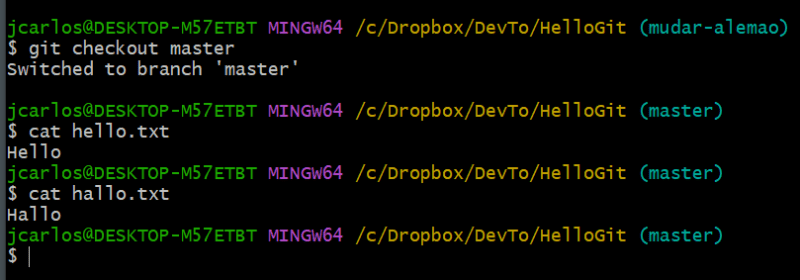 jcarlos@DESKTOP-M57ETBT MINGW64 /c/Dropbox/DevTo/HelloGit (mudar-alemao)
$ git checkout master
Switched to branch 'master'
jcarlos@DESKTOP-M57ETBT MINGW64 /c/Dropbox/DevTo/HelloGit (master)
$ cat hello.txt
Hello
jcarlos@DESKTOP-M57ETBT MINGW64 /c/Dropbox/DevTo/HelloGit (master)
$ cat hallo.txt
Hallo
jcarlos@DESKTOP-M57ETBT MINGW64 /c/Dropbox/DevTo/HelloGit (master)
$